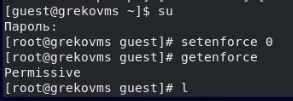 [guest@grekovms ~]$ su
Пароль:
[root@grekovms guest]# setenforce 0
[root@grekovms guest]# getenforce
Permissive
[root@grekovms guest]# l